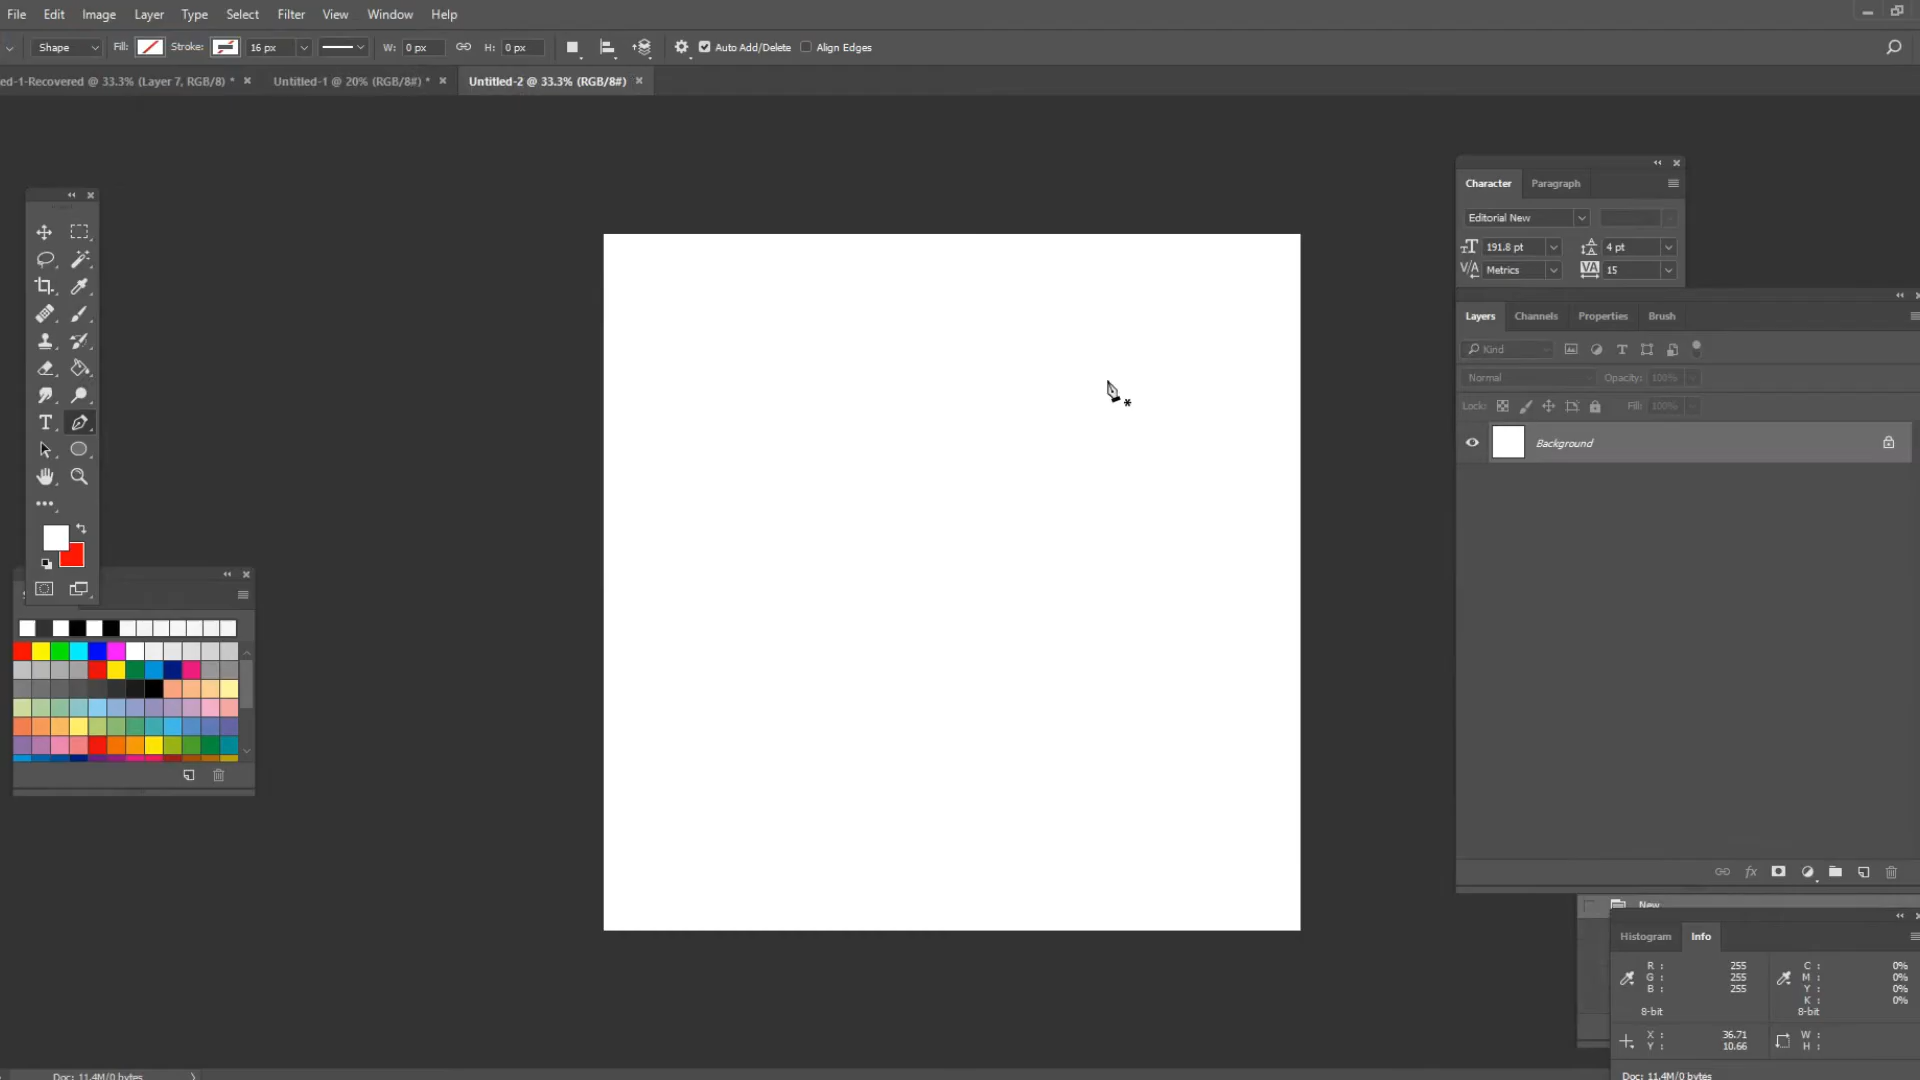 File Edit Image Layer Type Select Filter View Window Help
Shape Fill: Stroke: 16 px W: 0 px H: 0 px Auto Add/Delete Align Edges
ed-1-Recovered @ 33.3% (Layer 7, RGB/8) * Untitled-1 @ 20% (RGB/8#) * Untitled-2 @ 33.3% (RGB/8#)
Character Paragraph
Editorial New
191.8 pt 4 pt
Metrics 15
Layers Channels Properties Brush
Kind
Normal Opacity: 100%
Lock: Fill: 100%
Background
New
Histogram Info
R : 255 C : 0%
G : 255 M : 0%
B : 255 Y : 0%
K : 0%
8-bit 8-bit
X : 36.71 W :
Y : 10.66 H :
Doc: 11.4M/0 bytes
Doc: 11.4M/0 bytes